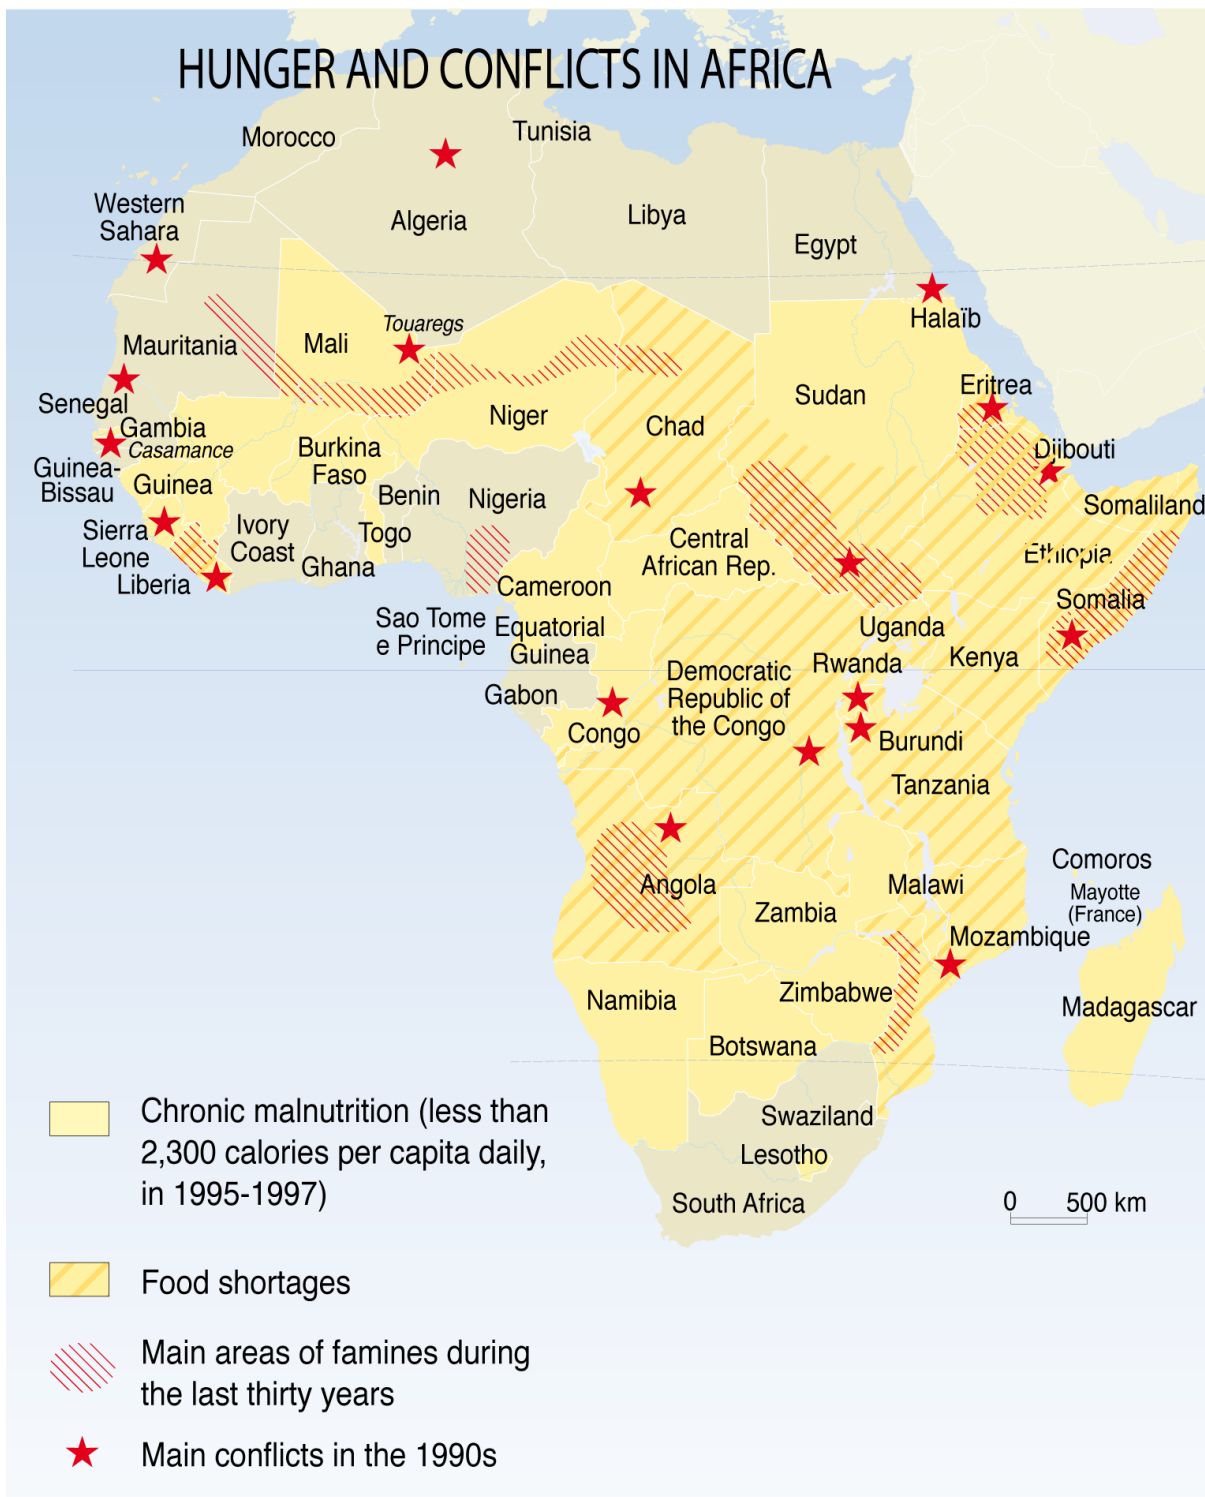 HUNGER AND CONFLICTS IN AFRICA
Morocco
Tunisia
Western
Sahara
Algeria
Libya
Egypt
Halaïb
Mauritania
Mali
Touaregs
Niger
Chad
Sudan
Eritrea
Senegal
Gambia
Casamance
Guinea-
Bissau
Guinea
Burkina
Faso
Benin
Nigeria
Djibouti
Somaliland
Sierra
Leone
Liberia
Ivory
Coast
Ghana
Togo
Central
African Rep.
Ethiopia
Cameroon
Somalia
Sao Tome
e Principe
Equatorial
Guinea
Uganda
Kenya
Gabon
Congo
Democratic
Republic of
the Congo
Rwanda
Burundi
Tanzania
Angola
Zambia
Malawi
Comoros
Mayotte
(France)
Mozambique
Namibia
Zimbabwe
Madagascar
Botswana
Swaziland
Lesotho
South Africa
0 500 km
Chronic malnutrition (less than
2,300 calories per capita daily,
in 1995-1997)
Food shortages
Main areas of famines during
the last thirty years
Main conflicts in the 1990s